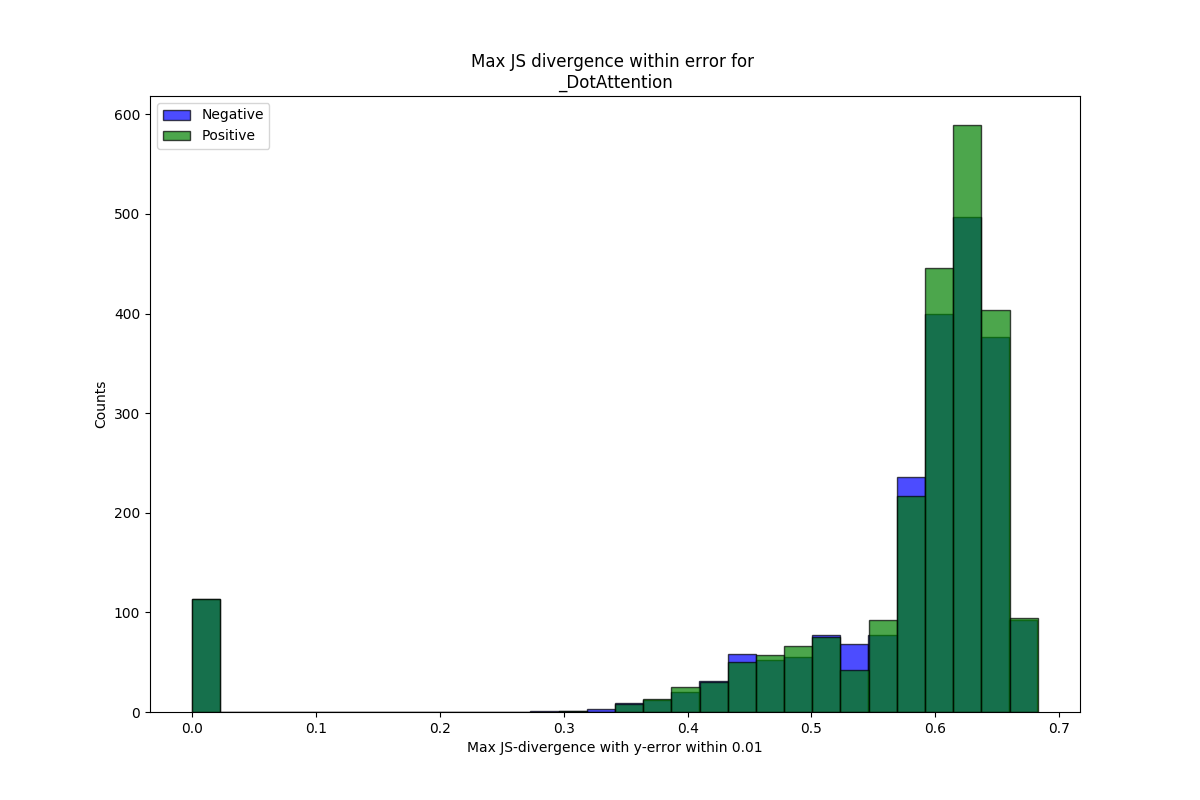 Max JS divergence within error for
_DotAttention
Negative
Positive
600
500
400
300
200
100
0
Counts
0.0 0.1 0.2 0.3 0.4 0.5 0.6 0.7
Max JS-divergence with y-error within 0.01